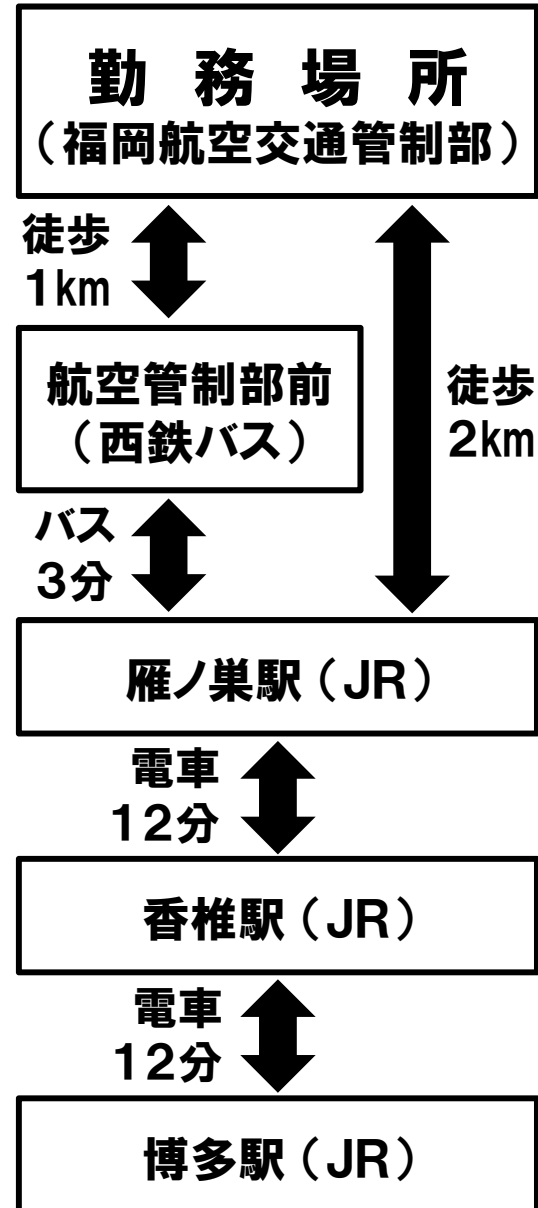 勤務場所
（福岡航空交通管制部）
徒歩
1km
航空管制部前
（西鉄バス）
徒歩
2km
バス
3分
雁ノ巣駅（JR）
電車
12分
香椎駅（JR）
電車
12分
博多駅（JR）